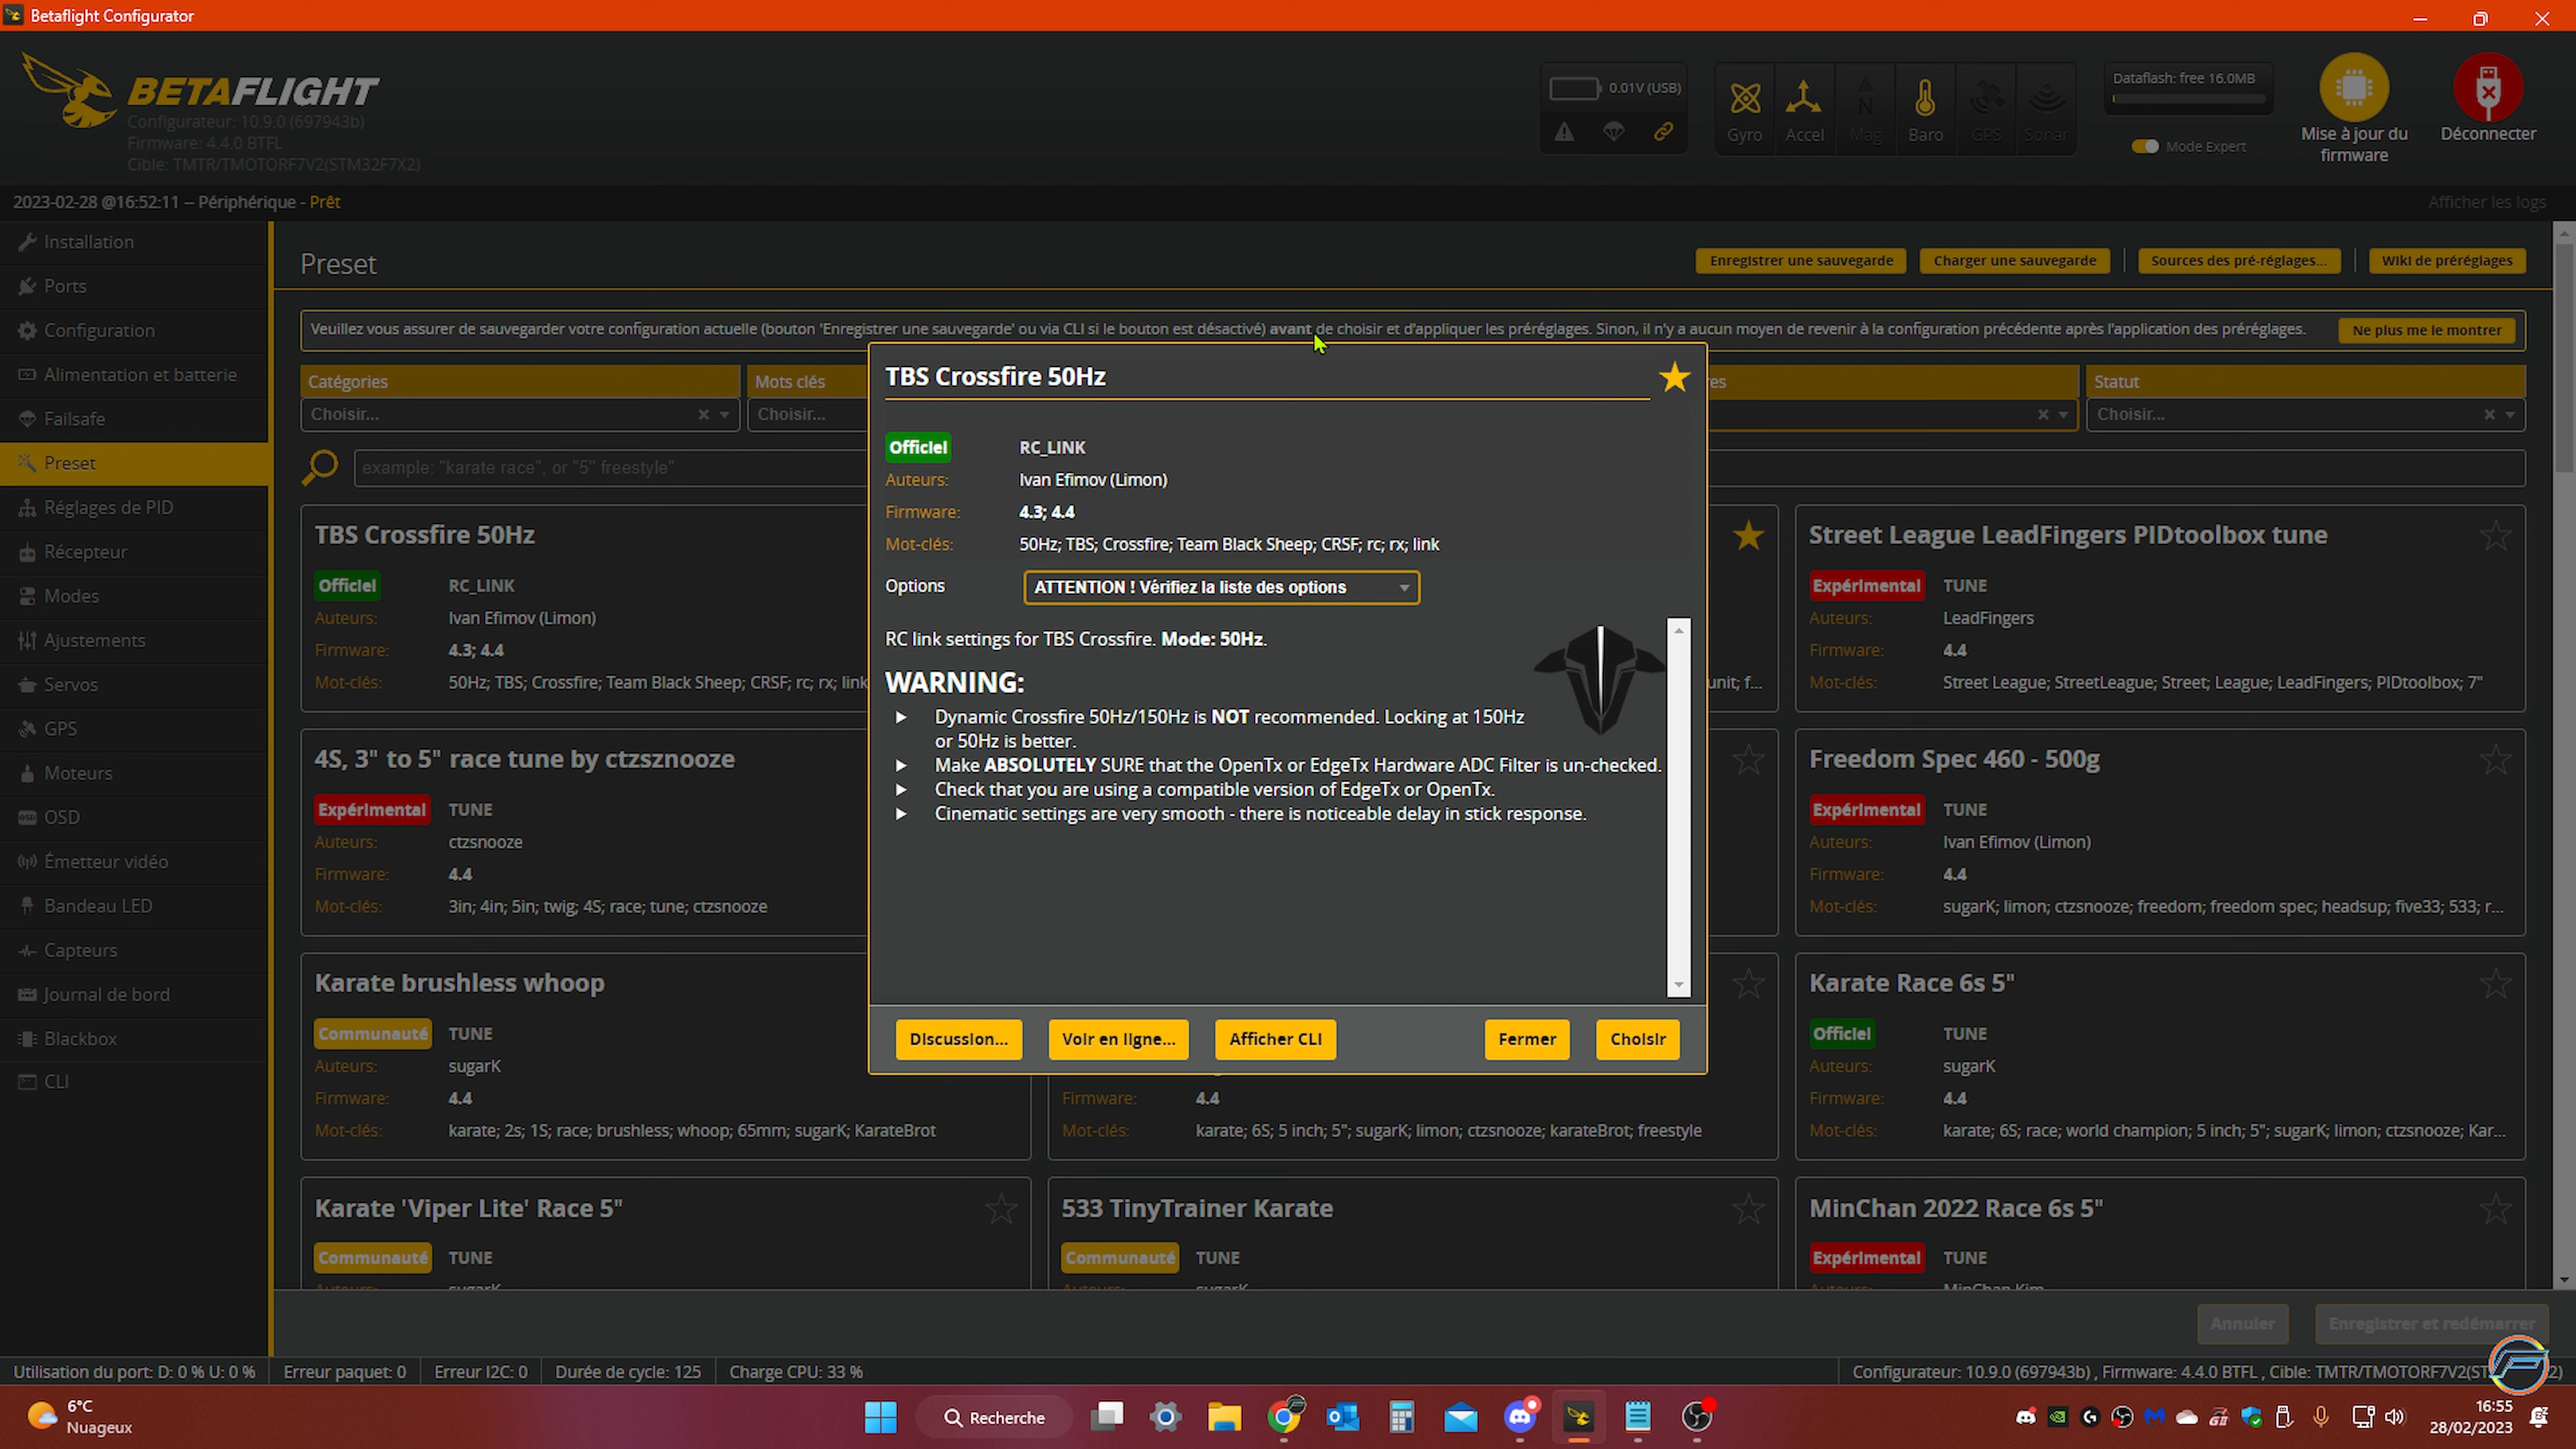 Betaflight Configurator
BETAFLIGHT
Configurateur: 10.9.0 (697943b)
Firmware: 4.4.0 BTFL
Cible: TMTR/TMOTORF7V2(STM32F7X2)
0.01V (USB)
Gyro
Accel
Mag
Baro
GPS
Sonar
Dataflash: free 16.0MB
Mode Expert
Mise à jour du
firmware
Déconnecter
2023-02-28 @16:52:11 -- Périphérique - Prêt
Afficher les logs
Installation
Ports
Configuration
Alimentation et batterie
Failsafe
Preset
Réglages de PID
Récepteur
Modes
Ajustements
Servos
GPS
Moteurs
OSD
Émetteur vidéo
Bandeau LED
Capteurs
Journal de bord
Blackbox
CLI
Preset
Enregistrer une sauvegarde
Charger une sauvegarde
Sources des pré-réglages...
Wiki de préréglages
Veuillez vous assurer de sauvegarder votre configuration actuelle (bouton 'Enregistrer une sauvegarde' ou via CLI si le bouton est désactivé) avant de choisir et d'appliquer les préréglages. Sinon, il n'y a aucun moyen de revenir à la configuration précédente après l'application des préréglages.
Ne plus me le montrer
Catégories
Choisir...
Mots clés
Choisir...
res
Statut
Choisir...
example: "karate race", or "5" freestyle"
TBS Crossfire 50Hz
Officiel RC_LINK
Auteurs: Ivan Efimov (Limon)
Firmware: 4.3; 4.4
Mot-clés: 50Hz; TBS; Crossfire; Team Black Sheep; CRSF; rc; rx; link
unit; f...
Street League LeadFingers PIDtoolbox tune
Expérimental TUNE
Auteurs: LeadFingers
Firmware: 4.4
Mot-clés: Street League; StreetLeague; Street; League; LeadFingers; PIDtoolbox; 7"
4S, 3" to 5" race tune by ctzsznooze
Expérimental TUNE
Auteurs: ctzsnooze
Firmware: 4.4
Mot-clés: 3in; 4in; 5in; twig; 4S; race; tune; ctzsnooze
Freedom Spec 460 - 500g
Expérimental TUNE
Auteurs: Ivan Efimov (Limon)
Firmware: 4.4
Mot-clés: sugarK; limon; ctzsnooze; freedom; freedom spec; headsup; five33; 533; r...
Karate brushless whoop
Communauté TUNE
Auteurs: sugarK
Firmware: 4.4
Mot-clés: karate; 2s; 1S; race; brushless; whoop; 65mm; sugarK; KarateBrot
Firmware: 4.4
Mot-clés: karate; 6S; 5 inch; 5"; sugarK; limon; ctzsnooze; karateBrot; freestyle
Karate Race 6s 5"
Officiel TUNE
Auteurs: sugarK
Firmware: 4.4
Mot-clés: karate; 6S; race; world champion; 5 inch; 5"; sugarK; limon; ctzsnooze; Kar...
Karate 'Viper Lite' Race 5"
Communauté TUNE
Auteurs: sugarK
533 TinyTrainer Karate
Communauté TUNE
Auteurs: sugarK
MinChan 2022 Race 6s 5"
Expérimental TUNE
Auteurs: MinChan Kim
TBS Crossfire 50Hz
Officiel RC_LINK
Auteurs: Ivan Efimov (Limon)
Firmware: 4.3; 4.4
Mot-clés: 50Hz; TBS; Crossfire; Team Black Sheep; CRSF; rc; rx; link
Options ATTENTION ! Vérifiez la liste des options
RC link settings for TBS Crossfire. Mode: 50Hz.
WARNING:
Dynamic Crossfire 50Hz/150Hz is NOT recommended. Locking at 150Hz
or 50Hz is better.
Make ABSOLUTELY SURE that the OpenTx or EdgeTx Hardware ADC Filter is un-checked.
Check that you are using a compatible version of EdgeTx or OpenTx.
Cinematic settings are very smooth - there is noticeable delay in stick response.
Discussion...
Voir en ligne...
Afficher CLI
Fermer
Choisir
Annuler
Enregistrer et redémarrer
Utilisation du port: D: 0 % U: 0 %
Erreur paquet: 0
Erreur I2C: 0
Durée de cycle: 125
Charge CPU: 33 %
Configurateur: 10.9.0 (697943b) , Firmware: 4.4.0 BTFL , Cible: TMTR/TMOTORF7V2(ST 2)
6°C
Nuageux
Recherche
16:55
28/02/2023